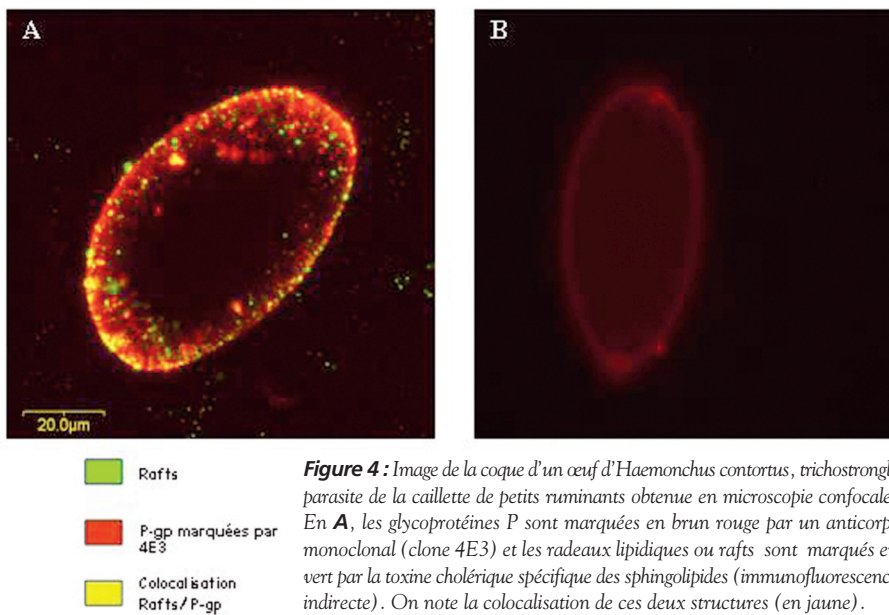 A
B
20.0µm
Rafts
P-gp marquées par
4E3
Colocalisation
Rafts/P-gp
Figure 4 : Image de la coque d'un œuf d'Haemonchus contortus,
parasite de la caillette de petits ruminants obtenue en microscopie confocale
En A, les glycoprotéines P sont marquées en brun rouge par un
monoclonal (clone 4E3) et les radeaux lipidiques ou rafts sont marqués
vert par la toxine cholérique spécifique des sphingolipides
indirecte). On note la colocalisation de ces deux structures (en jaune).